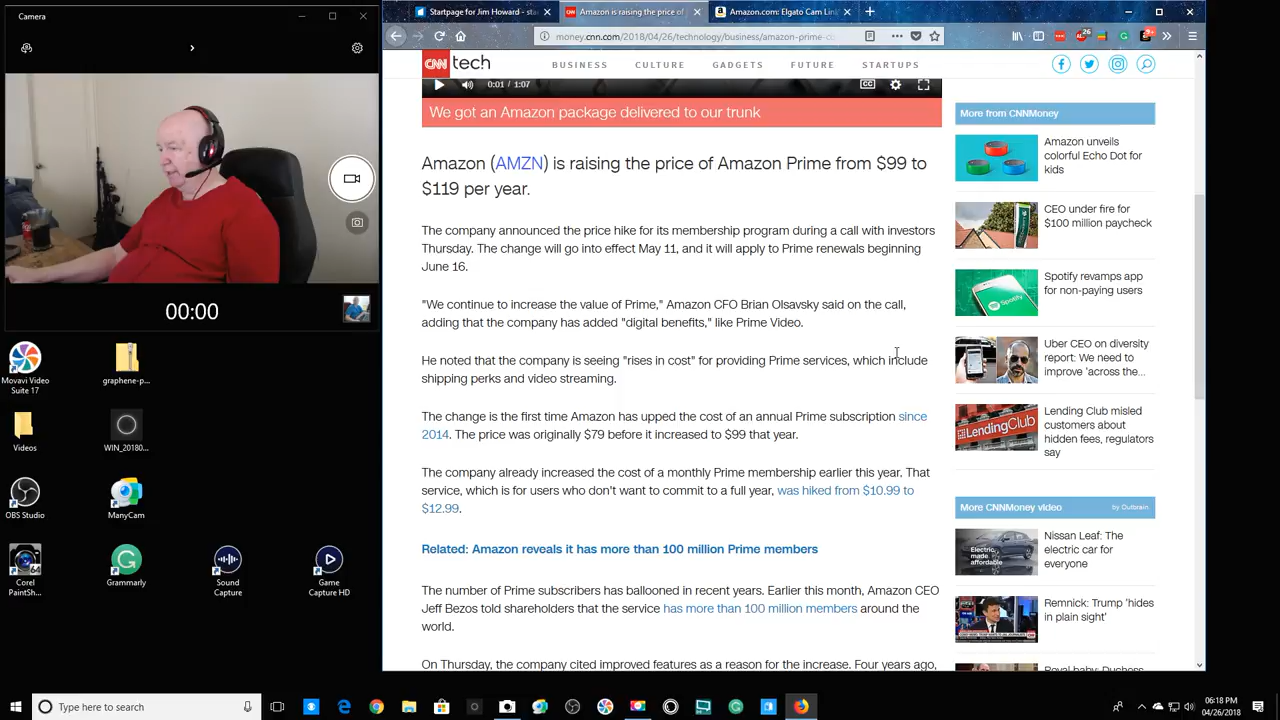 Camera
00:00
Movavi Video
Suite 17
graphene-p...
Videos
WIN_20180...
OBS Studio
ManyCam
Corel
PaintSh...
Grammarly
Sound
Capture
Game
Capture HD
Startpage for Jim Howard - sta
Amazon is raising the price of
Amazon.com: Elgato Cam Lin
money.cnn.com/2018/04/26/technology/business/amazon-prime-co
26
CNN tech
BUSINESS CULTURE GADGETS FUTURE STARTUPS
0:01 / 1:07
CC
We got an Amazon package delivered to our trunk
Amazon (AMZN) is raising the price of Amazon Prime from $99 to
$119 per year.
The company announced the price hike for its membership program during a call with investors
Thursday. The change will go into effect May 11, and it will apply to Prime renewals beginning
June 16.
"We continue to increase the value of Prime," Amazon CFO Brian Olsavsky said on the call,
adding that the company has added "digital benefits," like Prime Video.
He noted that the company is seeing "rises in cost" for providing Prime services, which include
shipping perks and video streaming.
The change is the first time Amazon has upped the cost of an annual Prime subscription since
2014. The price was originally $79 before it increased to $99 that year.
The company already increased the cost of a monthly Prime membership earlier this year. That
service, which is for users who don't want to commit to a full year, was hiked from $10.99 to
$12.99.
Related: Amazon reveals it has more than 100 million Prime members
The number of Prime subscribers has ballooned in recent years. Earlier this month, Amazon CEO
Jeff Bezos told shareholders that the service has more than 100 million members around the
world.
On Thursday, the company cited improved features as a reason for the increase. Four years ago,
More from CNNMoney
Amazon unveils
colorful Echo Dot for
kids
CEO under fire for
$100 million paycheck
Spotify
Spotify revamps app
for non-paying users
Uber CEO on diversity
report: We need to
improve 'across the...
LendingClub
Lending Club misled
customers about
hidden fees, regulators
say
More CNNMoney video
by Outbrain
Electric,
made
affordable
Nissan Leaf: The
electric car for
everyone
Remnick: Trump 'hides
in plain sight'
Royal baby: Duchess
Type here to search
06:18 PM
04/26/2018